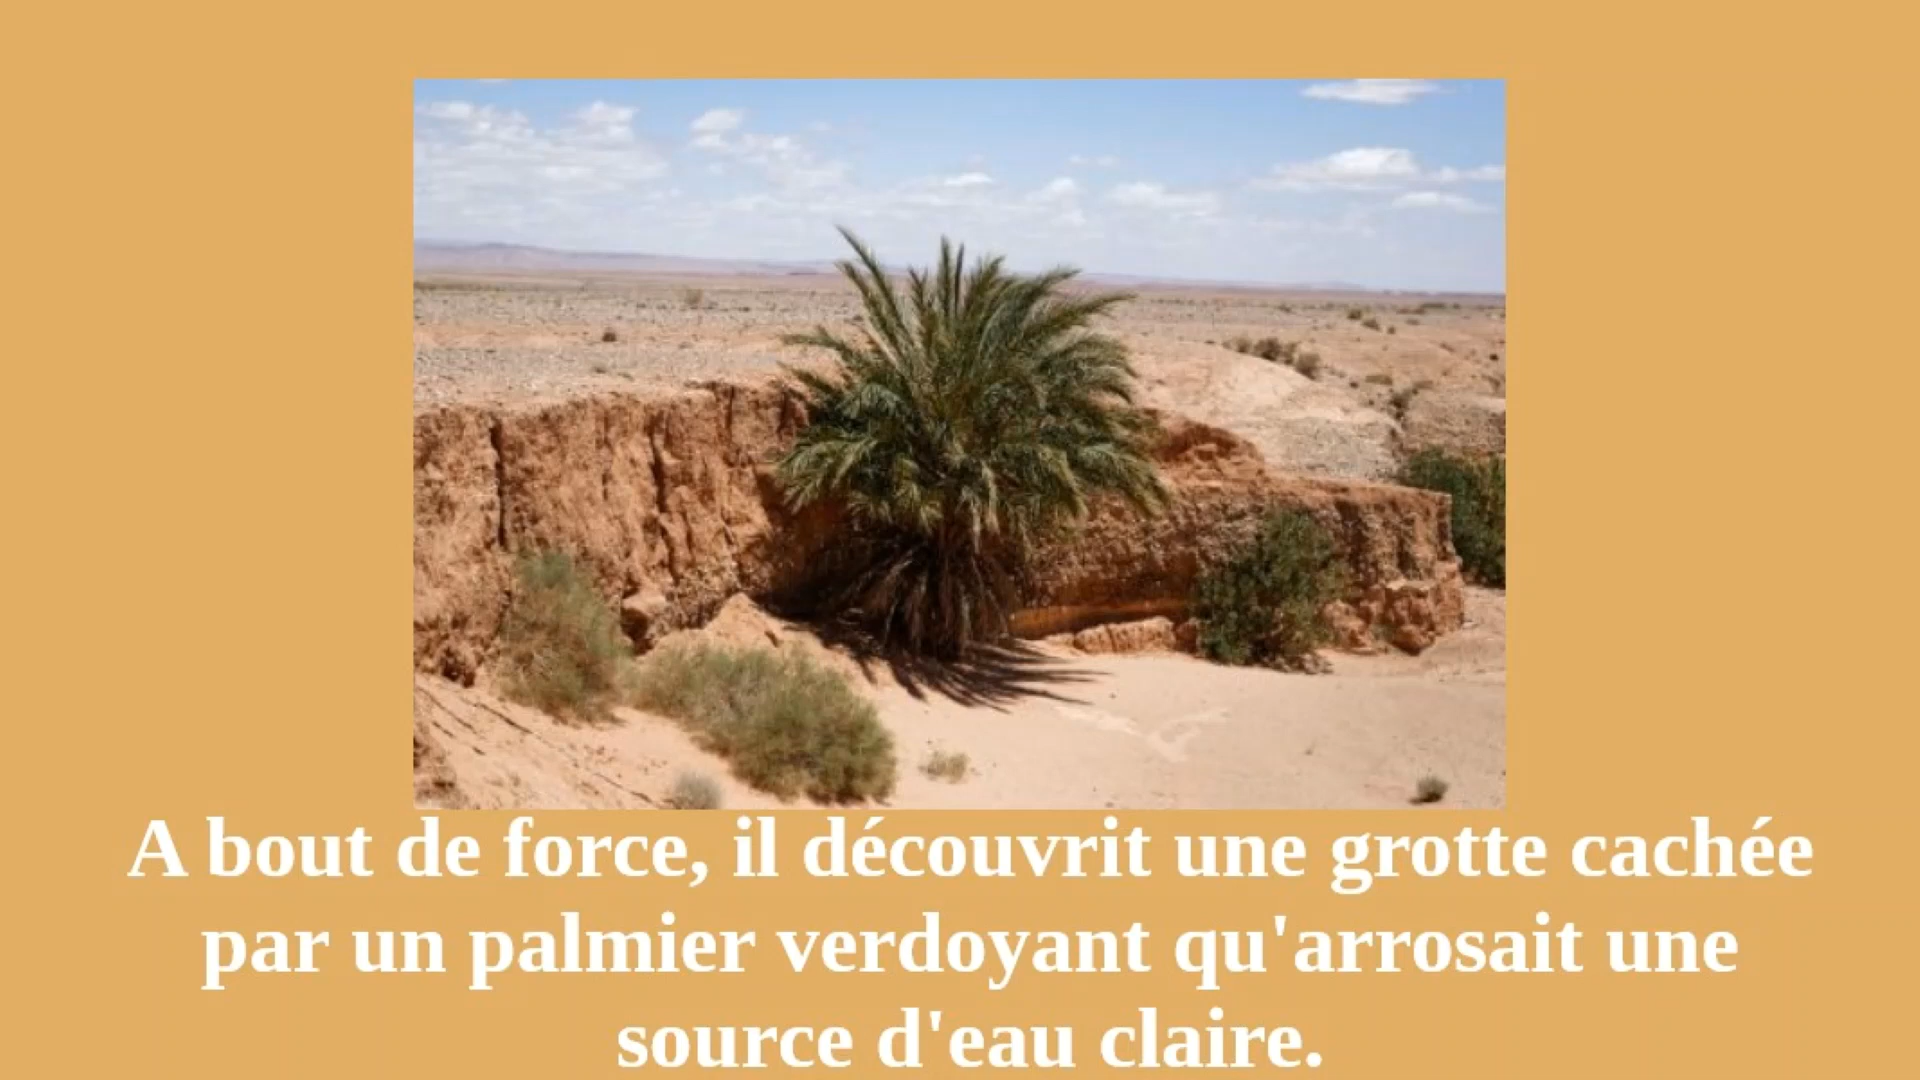 A bout de force, il découvrit une grotte cachée
par un palmier verdoyant qu'arrosait une
source d'eau claire.